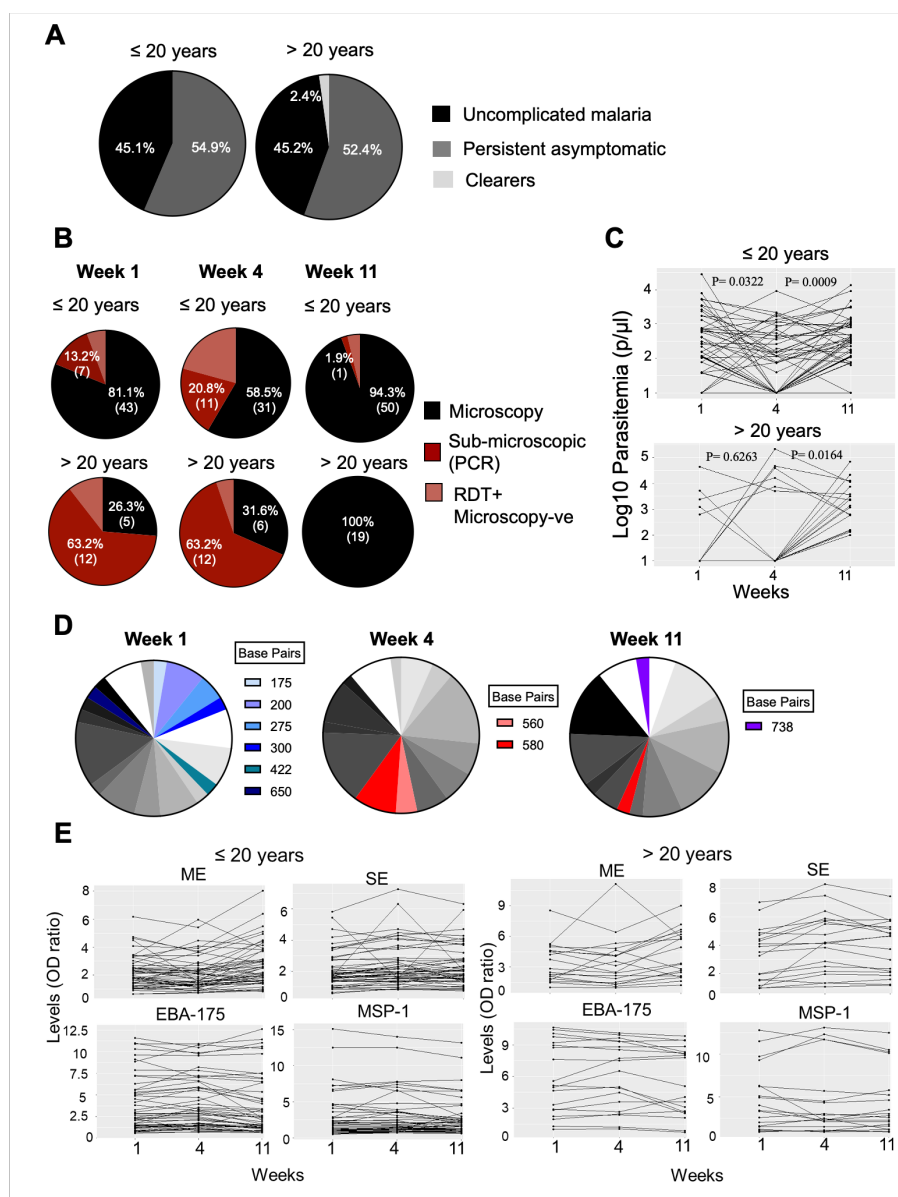 A
≤ 20 years
> 20 years
45.1%
54.9%
2.4%
45.2%
52.4%
Uncomplicated malaria
Persistent asymptomatic
Clearers
B
Week 1
Week 4
Week 11
≤ 20 years
≤ 20 years
≤ 20 years
13.2%
(7)
81.1%
(43)
20.8%
(11)
58.5%
(31)
1.9%
(1)
94.3%
(50)
> 20 years
> 20 years
> 20 years
26.3%
(5)
63.2%
(12)
31.6%
(6)
63.2%
(12)
100%
(19)
Microscopy
Sub-microscopic
(PCR)
RDT+
Microscopy-ve
C
≤ 20 years
P= 0.0322
P= 0.0009
4
3
2
1
1
4
11
> 20 years
P= 0.6263
P= 0.0164
5
4
3
2
1
1
4
11
Log10 Parasitemia (p/µl)
Weeks
D
Week 1
Base Pairs
175
200
275
300
422
650
Week 4
Base Pairs
560
580
Week 11
Base Pairs
738
E
≤ 20 years
> 20 years
ME
8
6
4
2
0
SE
6
4
2
0
ME
9
6
3
0
SE
8
6
4
2
0
Levels (OD ratio)
Levels (OD ratio)
EBA-175
12.5
10
5
2.5
0
1
4
11
MSP-1
15
10
5
0
1
4
11
EBA-175
9
6
3
0
1
4
11
MSP-1
10
5
0
1
4
11
Weeks
Weeks